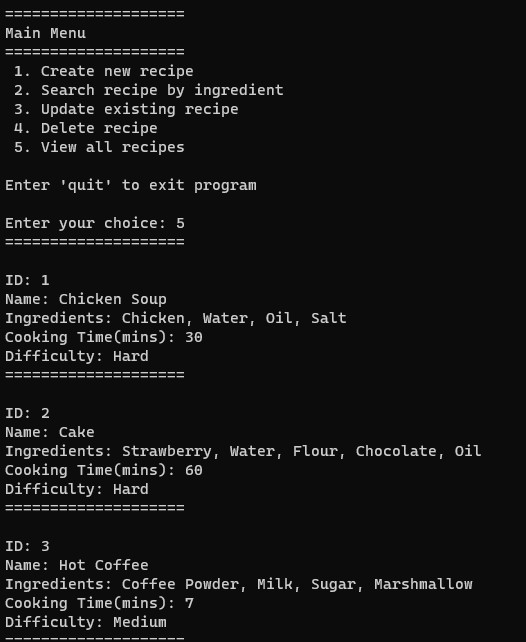 ====================
Main Menu
====================
 1. Create new recipe
 2. Search recipe by ingredient
 3. Update existing recipe
 4. Delete recipe
 5. View all recipes

Enter 'quit' to exit program

Enter your choice: 5
====================

ID: 1
Name: Chicken Soup
Ingredients: Chicken, Water, Oil, Salt
Cooking Time(mins): 30
Difficulty: Hard
====================

ID: 2
Name: Cake
Ingredients: Strawberry, Water, Flour, Chocolate, Oil
Cooking Time(mins): 60
Difficulty: Hard
====================

ID: 3
Name: Hot Coffee
Ingredients: Coffee Powder, Milk, Sugar, Marshmallow
Cooking Time(mins): 7
Difficulty: Medium
====================